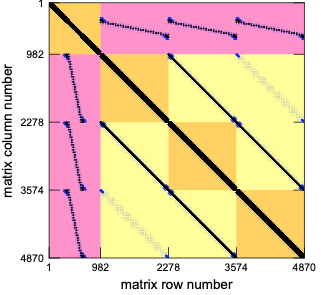 1
982
2278
3574
4870
matrix column number
1 982 2278 3574 4870
matrix row number